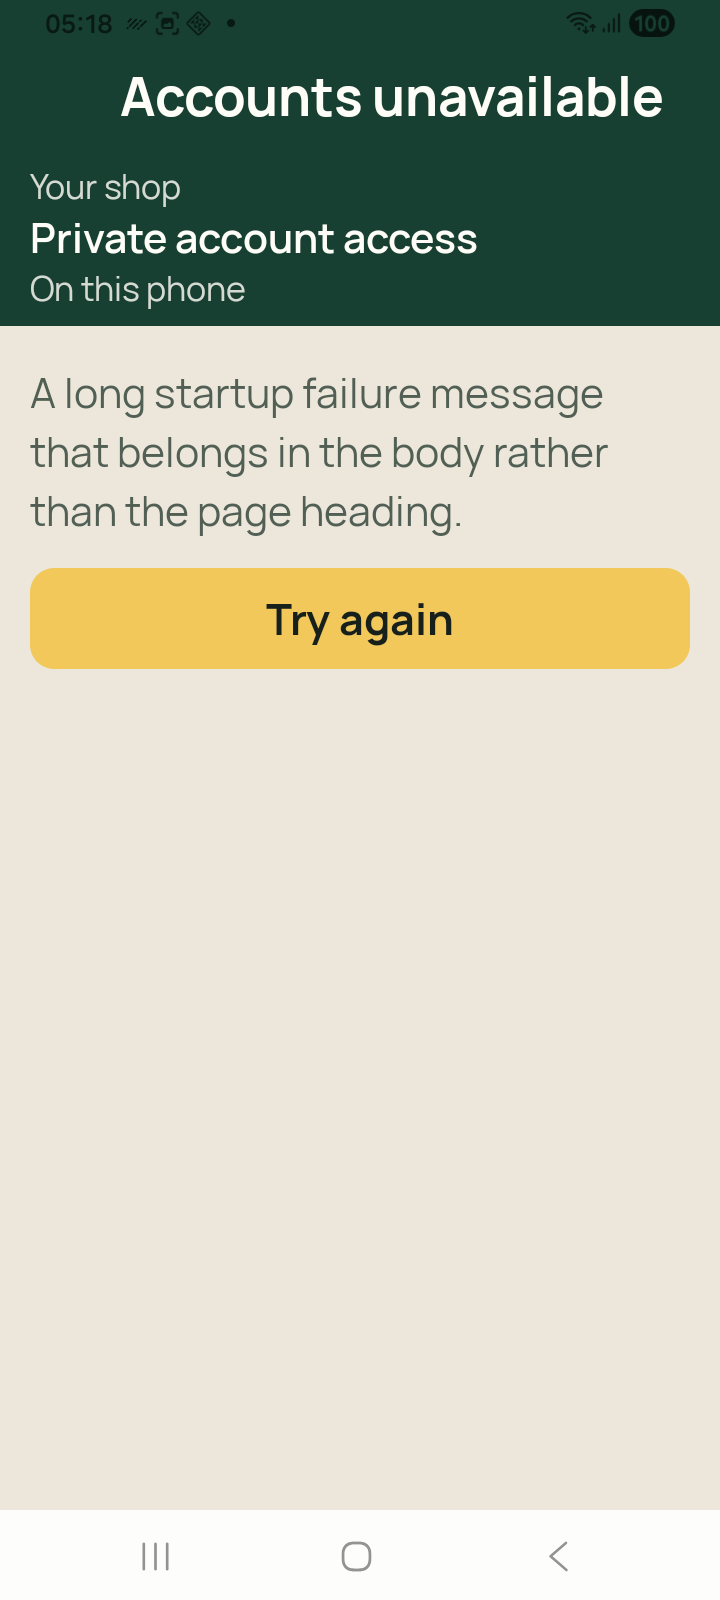 05:18
100
Accounts unavailable
Your shop
Private account access
On this phone
A long startup failure message
that belongs in the body rather
than the page heading.
Try again